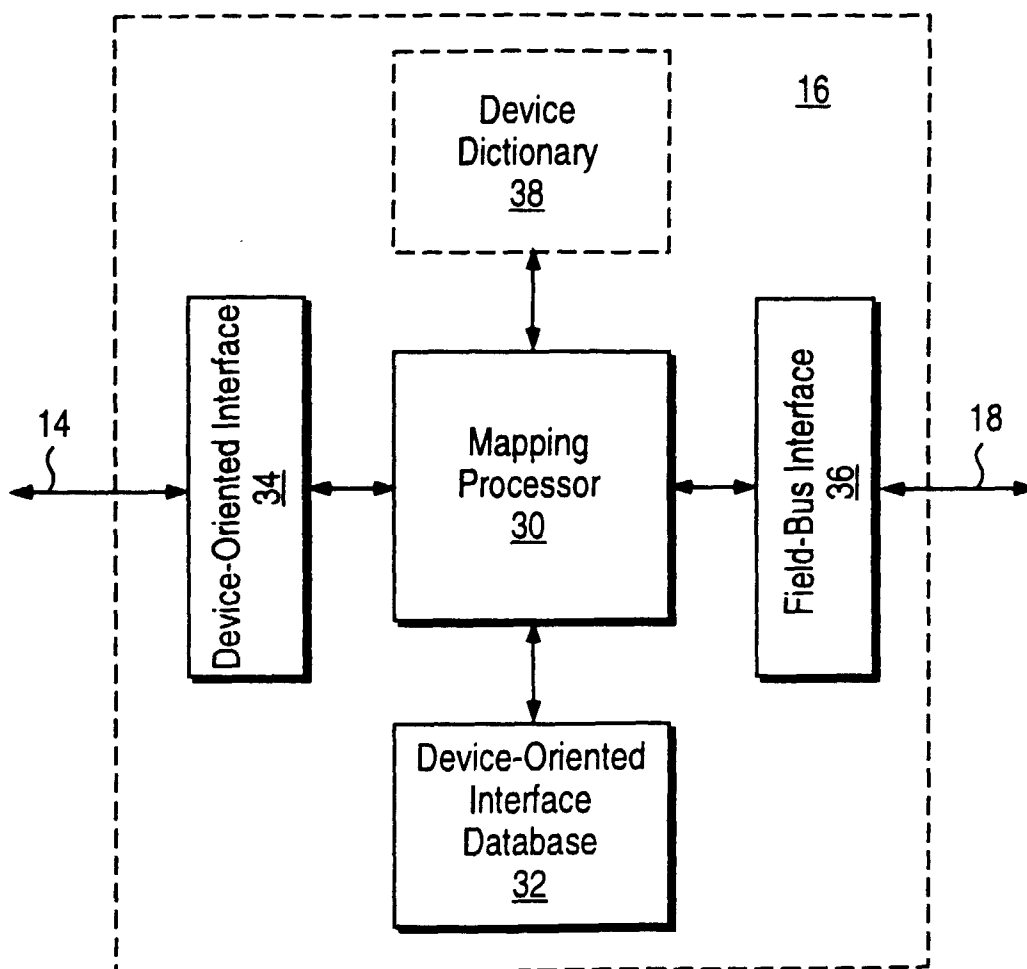 16
Device
Dictionary
38
14
Device-Oriented Interface
34
Mapping
Processor
30
Field-Bus Interface
36
18
Device-Oriented
Interface
Database
32